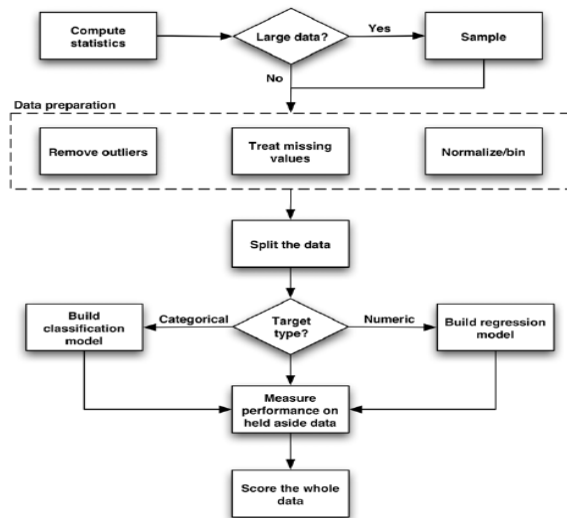 Compute
statistics
Large data?
Yes
Sample
No
Data preparation
Remove outliers
Treat missing
values
Normalize/bin
Split the data
Build
classification
model
Categorical
Target
type?
Numeric
Build regression
model
Measure
performance on
held aside data
Score the whole
data